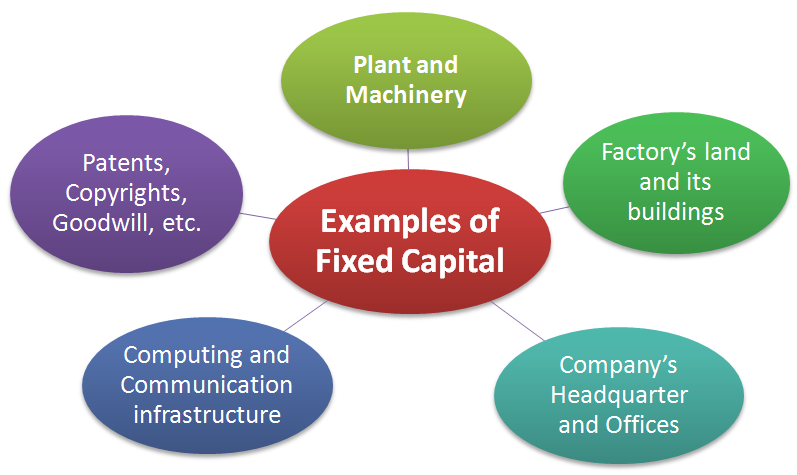 Plant and
Machinery
Factory's land
and its
buildings
Company's
Headquarter
and Offices
Computing and
Communication
infrastructure
Patents,
Copyrights,
Goodwill, etc.
Examples of
Fixed Capital